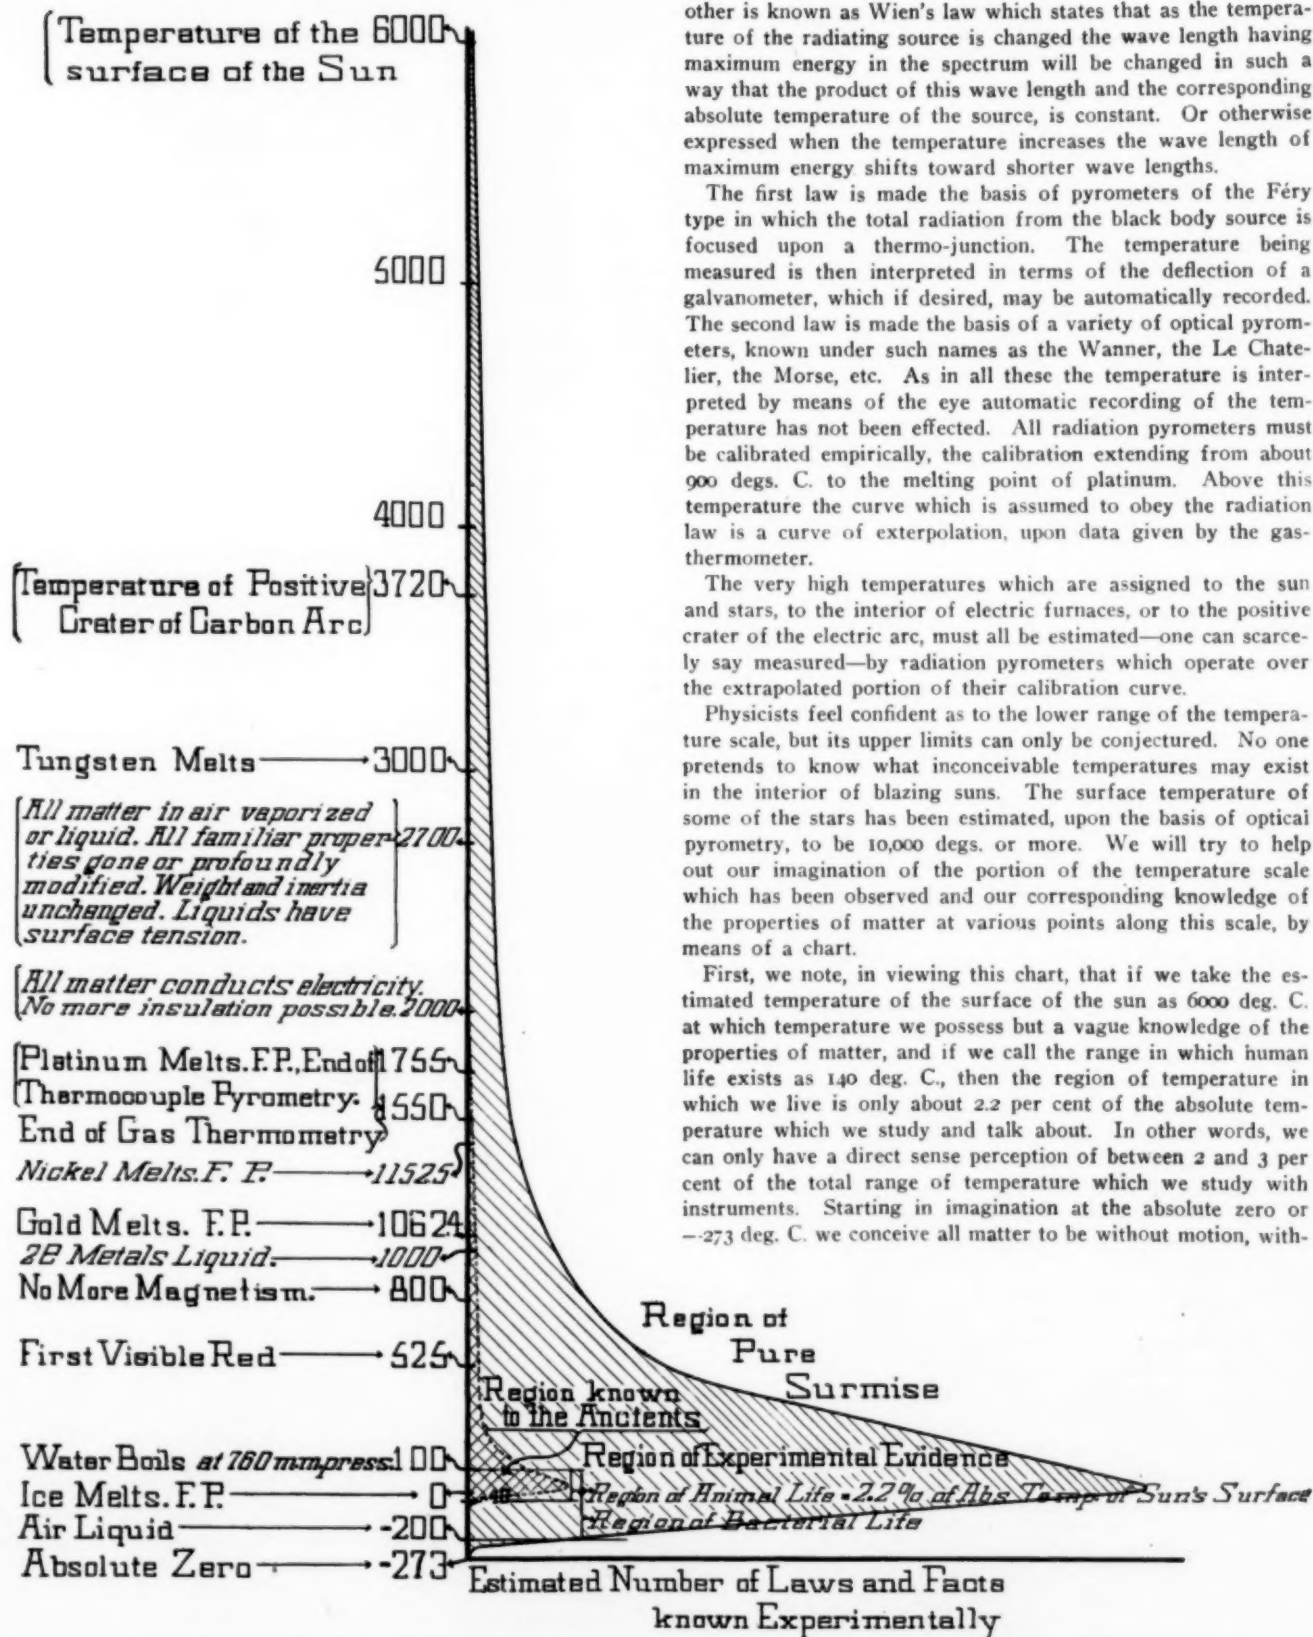 other is known as Wien's law which states that as the tempera-
ture of the radiating source is changed the wave length having
maximum energy in the spectrum will be changed in such a
way that the product of this wave length and the corresponding
absolute temperature of the source, is constant. Or otherwise
expressed when the temperature increases the wave length of
maximum energy shifts toward shorter wave lengths.
The first law is made the basis of pyrometers of the Féry
type in which the total radiation from the black body source is
focused upon a thermo-junction. The temperature being
measured is then interpreted in terms of the deflection of a
galvanometer, which if desired, may be automatically recorded.
The second law is made the basis of a variety of optical pyrom-
eters, known under such names as the Wanner, the Le Chate-
lier, the Morse, etc. As in all these the temperature is inter-
preted by means of the eye automatic recording of the tem-
perature has not been effected. All radiation pyrometers must
be calibrated empirically, the calibration extending from about
900 degs. C. to the melting point of platinum. Above this
temperature the curve which is assumed to obey the radiation
law is a curve of exterpolation, upon data given by the gas-
thermometer.
The very high temperatures which are assigned to the sun
and stars, to the interior of electric furnaces, or to the positive
crater of the electric arc, must all be estimated—one can scarce-
ly say measured—by radiation pyrometers which operate over
the extrapolated portion of their calibration curve.
Physicists feel confident as to the lower range of the tempera-
ture scale, but its upper limits can only be conjectured. No one
pretends to know what inconceivable temperatures may exist
in the interior of blazing suns. The surface temperature of
some of the stars has been estimated, upon the basis of optical
pyrometry, to be 10,000 degs. or more. We will try to help
out our imagination of the portion of the temperature scale
which has been observed and our corresponding knowledge of
the properties of matter at various points along this scale, by
means of a chart.
First, we note, in viewing this chart, that if we take the es-
timated temperature of the surface of the sun as 6000 deg. C.
at which temperature we possess but a vague knowledge of the
properties of matter, and if we call the range in which human
life exists as 140 deg. C., then the region of temperature in
which we live is only about 2.2 per cent of the absolute tem-
perature which we study and talk about. In other words, we
can only have a direct sense perception of between 2 and 3 per
cent of the total range of temperature which we study with
instruments. Starting in imagination at the absolute zero or
—273 deg. C. we conceive all matter to be without motion, with-
Temperature of the 6000
surface of the Sun
5000
4000
Temperature of Positive 3720
Crater of Carbon Arc
Tungsten Melts 3000
All matter in air vaporized
or liquid. All familiar proper- 2700
ties gone or profoundly
modified. Weight and inertia
unchanged. Liquids have
surface tension.
All matter conducts electricity.
No more insulation possible. 2000
Platinum Melts. F.P., End of 1755
Thermocouple Pyrometry. 1550
End of Gas Thermometry
Nickel Melts. F. P. 11525
Gold Melts. F.P. 1062.4
28 Metals Liquid. 1000
No More Magnetism. 800
First Visible Red 525
Water Boils at 760 mm press. 100
Ice Melts. F.P. 0
Air Liquid -200
Absolute Zero -273
Region of
Pure
Surmise
Region known
to the Ancients
Region of Experimental Evidence
-40
Region of Animal Life = 2.2% of Abs Temp of Sun's Surface
Region of Bacterial Life
Estimated Number of Laws and Facts
known Experimentally